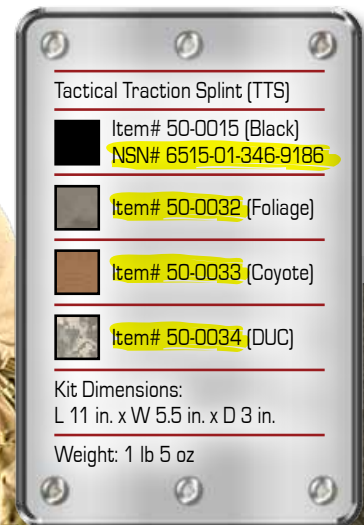 Tactical Traction Splint (TTS)
Item# 50-0015 (Black)
NSN# 6515-01-346-9186
Item# 50-0032 (Foliage)
Item# 50-0033 (Coyote)
Item# 50-0034 (DUC)
Kit Dimensions:
L 11 in. x W 5.5 in. x D 3 in.
Weight: 1 lb 5 oz